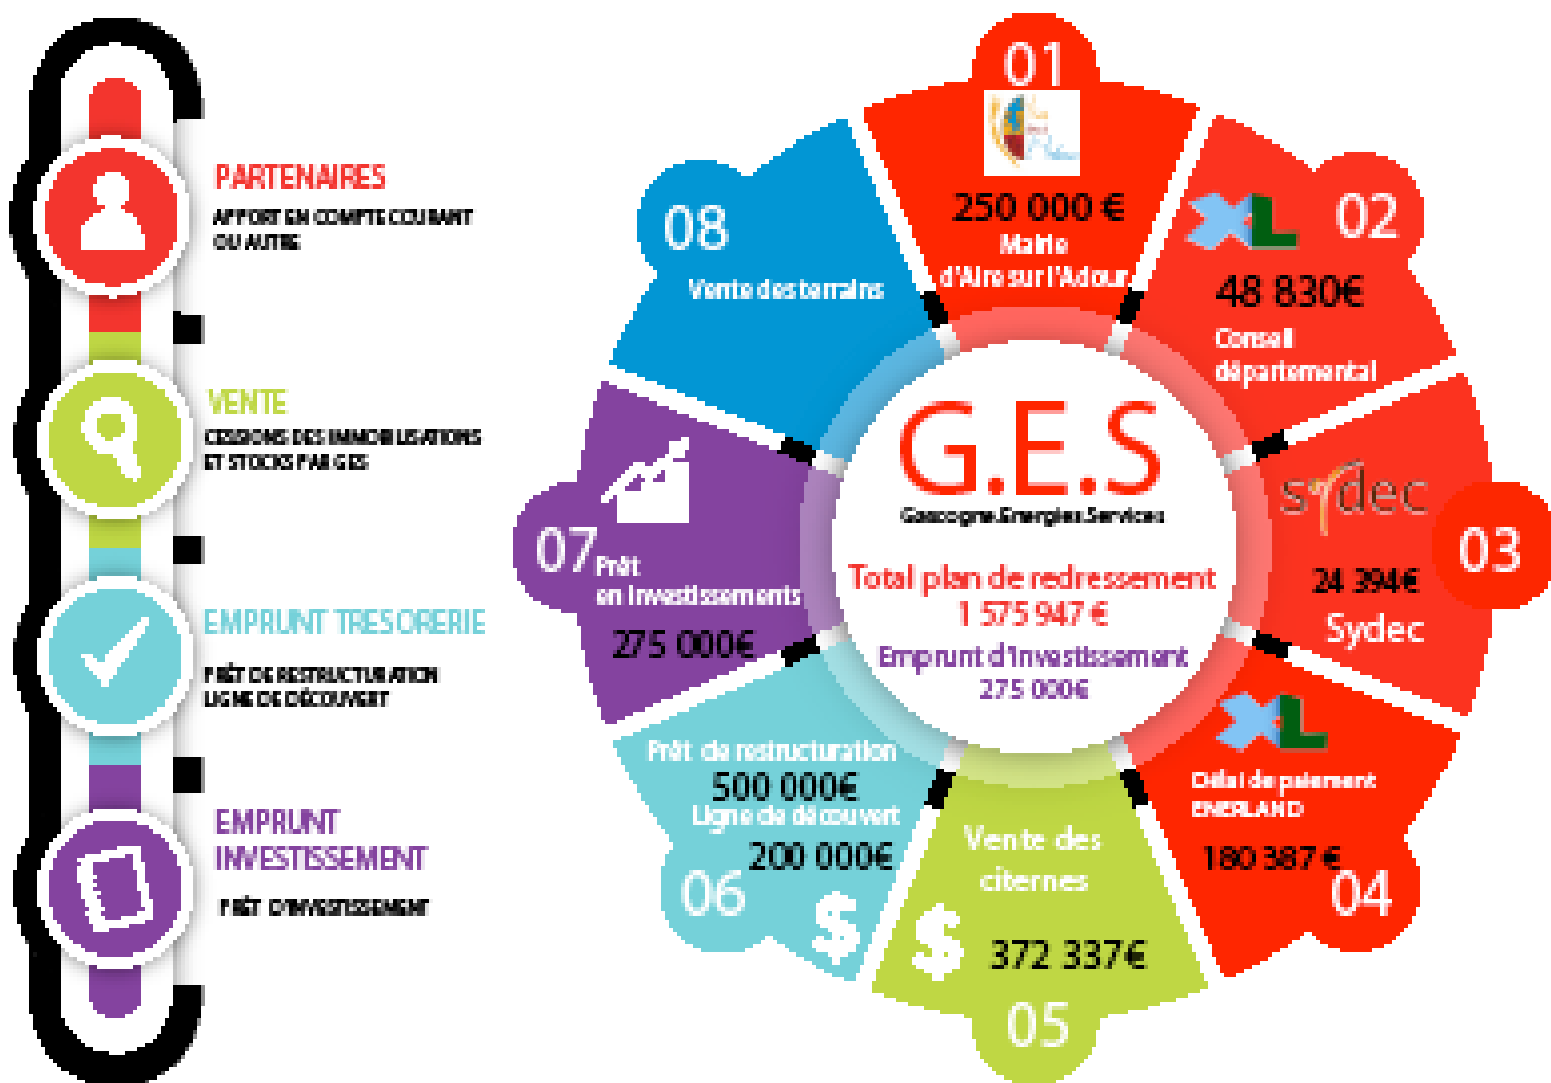 PARTENAIRES
APPORT EN COMPTE COURANT
OU AUTRE
VENTE
CESSIONS DES IMMOBILISATIONS
ET STOCKS PAR GES
EMPRUNT TRESORERIE
PRÊT DE RESTRUCTURATION
LIGNE DE DÉCOUVERT
EMPRUNT
INVESTISSEMENT
PRÊT D'INVESTISSEMENT
01
250 000 €
Mairie
d'Aire sur l'Adour
02
XL
48 830€
Conseil
départemental
03
sydec
24 394€
Sydec
04
XL
Délai de paiement
ENERLAND
180 387 €
05
Vente des
citernes
372 337€
06
Prêt de restructuration
500 000€
Ligne de découvert
200 000€
07
Prêt
en investissements
275 000€
08
Vente des terrains
G.E.S
Gascogne.Energies.Services
Total plan de redressement
1 575 947 €
Emprunt d'investissement
275 000€